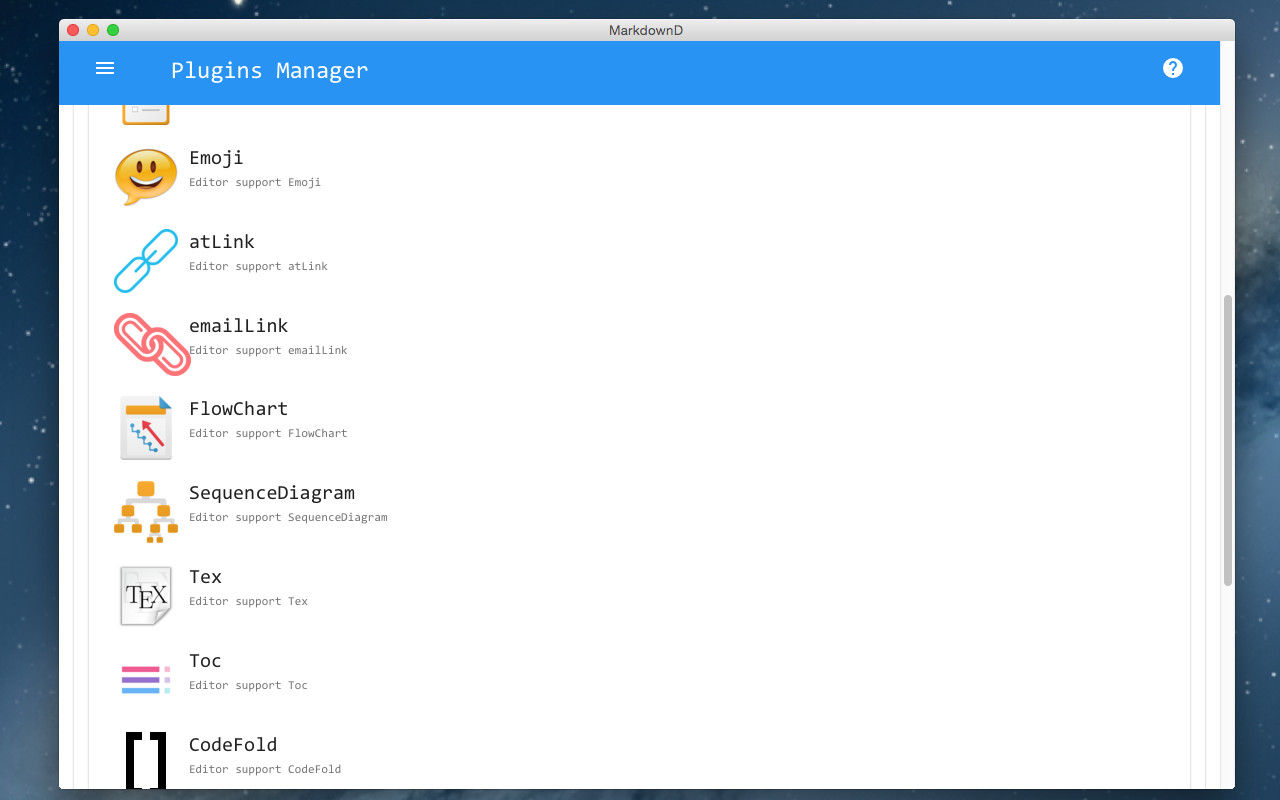 MarkdownD
Plugins Manager
Emoji
Editor support Emoji
atLink
Editor support atLink
emailLink
Editor support emailLink
FlowChart
Editor support FlowChart
SequenceDiagram
Editor support SequenceDiagram
TEX
Tex
Editor support Tex
Toc
Editor support Toc
CodeFold
Editor support CodeFold